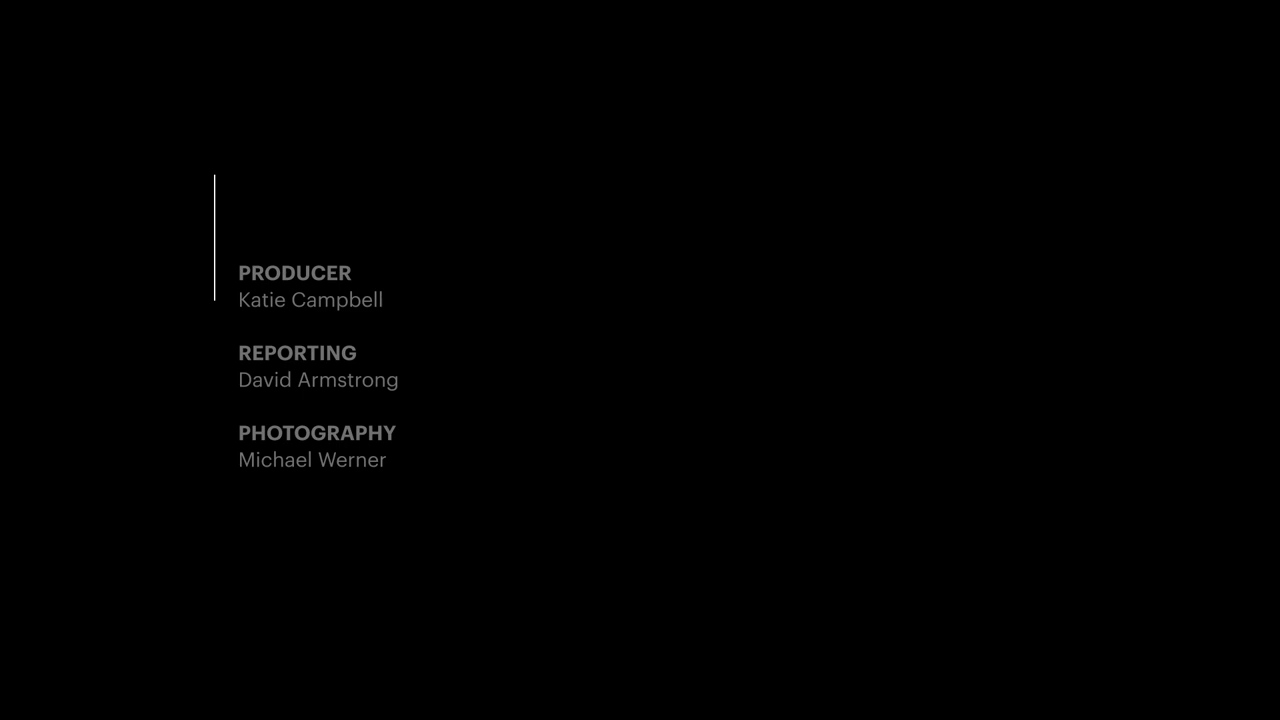 PRODUCER
Katie Campbell
REPORTING
David Armstrong
PHOTOGRAPHY
Michael Werner